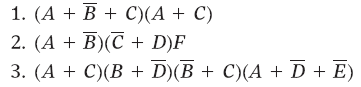 1. (A + B̅ + C)(A + C)
2. (A + B̅)(C̅ + D)F
3. (A + C)(B + D̅)(B̅ + C)(A + D̅ + E̅)